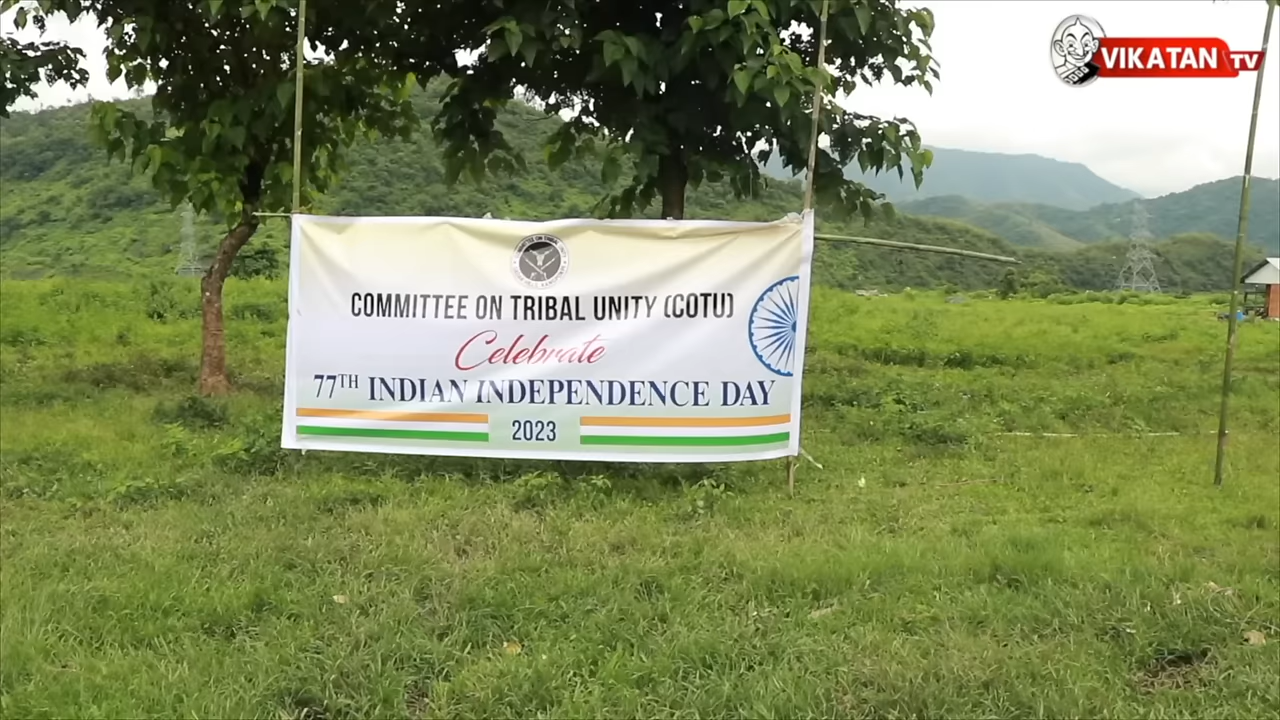 VIKATAN TV
COMMITTEE ON TRIBAL UNITY (COTU)
Celebrate
77TH INDIAN INDEPENDENCE DAY
2023